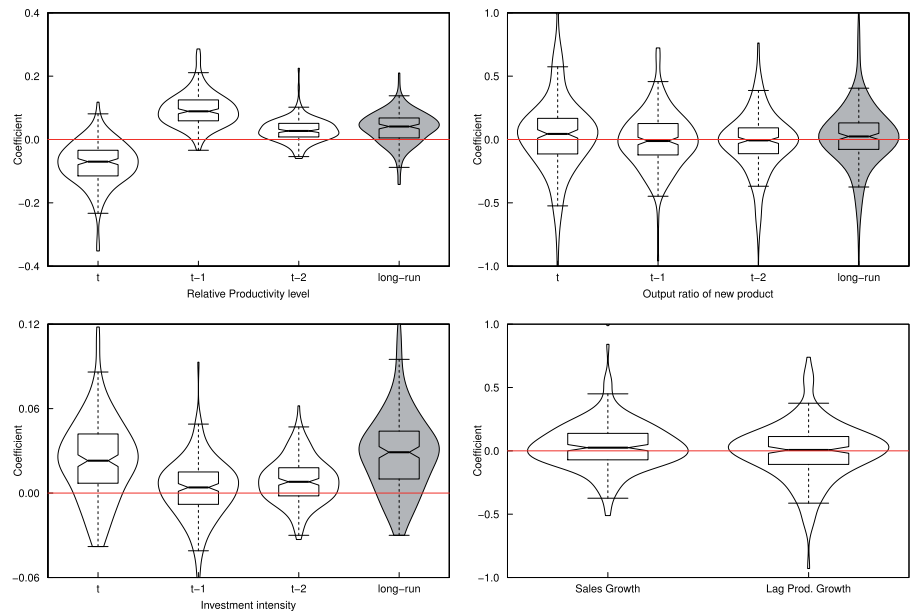 0.4
0.2
0.0
−0.2
−0.4
Coefficient
t
t−1
t−2
long−run
Relative Productivity level
1.0
0.5
0.0
−0.5
−1.0
Coefficient
t
t−1
t−2
long−run
Output ratio of new product
0.12
0.06
0.00
−0.06
Coefficient
t
t−1
t−2
long−run
Investment intensity
1.0
0.5
0.0
−0.5
−1.0
Coefficient
Sales Growth
Lag Prod. Growth